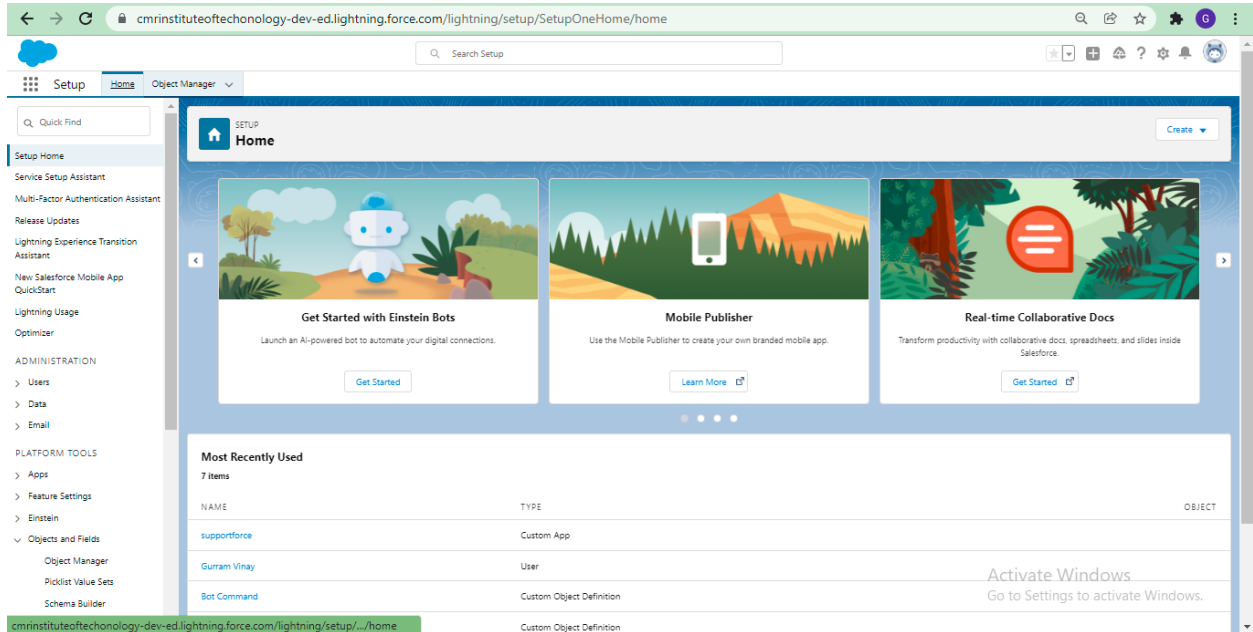 cmrinstituteoftechonology-dev-ed.lightning.force.com/lightning/setup/SetupOneHome/home
G
Search Setup
Setup
Home
Object Manager
Quick Find
Setup Home
Service Setup Assistant
Multi-Factor Authentication Assistant
Release Updates
Lightning Experience Transition
Assistant
New Salesforce Mobile App
QuickStart
Lightning Usage
Optimizer
ADMINISTRATION
Users
Data
Email
PLATFORM TOOLS
Apps
Feature Settings
Einstein
Objects and Fields
Object Manager
Picklist Value Sets
Schema Builder
SETUP
Home
Create
Get Started with Einstein Bots
Launch an AI-powered bot to automate your digital connections.
Get Started
Mobile Publisher
Use the Mobile Publisher to create your own branded mobile app.
Learn More
Real-time Collaborative Docs
Transform productivity with collaborative docs, spreadsheets, and slides inside
Salesforce.
Get Started
Most Recently Used
7 items
NAME TYPE OBJECT
supportforce Custom App
Gurram Vinay User
Bot Command Custom Object Definition
Custom Object Definition
Activate Windows
Go to Settings to activate Windows.
cmrinstituteoftechonology-dev-ed.lightning.force.com/lightning/setup/.../home